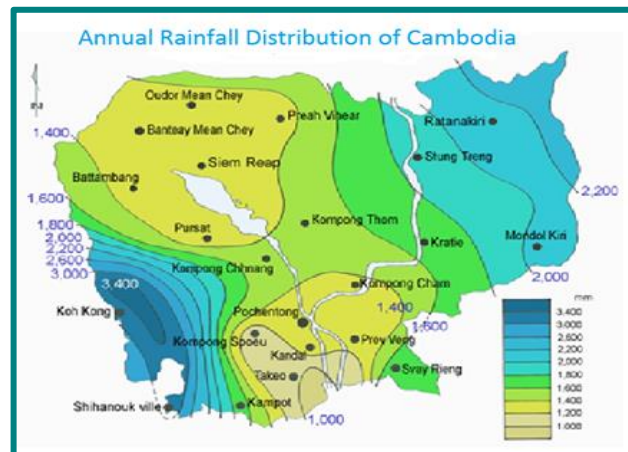 Annual Rainfall Distribution of Cambodia
Oudor Mean Chey
Preah Vihear
Ratanakiri
1,400
Banteay Mean Chey
Siem Reap
Stung Treng
Battambang
2,200
1,600
1,800
Kompong Thom
2,000
Pursat
Kratie
Mondol Kiri
2,200
2,600
Kampong Chhnang
2,000
3,000
3,400
Kompong Cham
mm
Koh Kong
Pochentong
1,400
3,400
1,600
3,000
Kompong Spoeu
Prey Veng
2,600
Kandal
2,200
2,000
Takeo
Svay Rieng
1,800
1,600
Shihanouk ville
Kampot
1,000
1,400
1,200
1,000